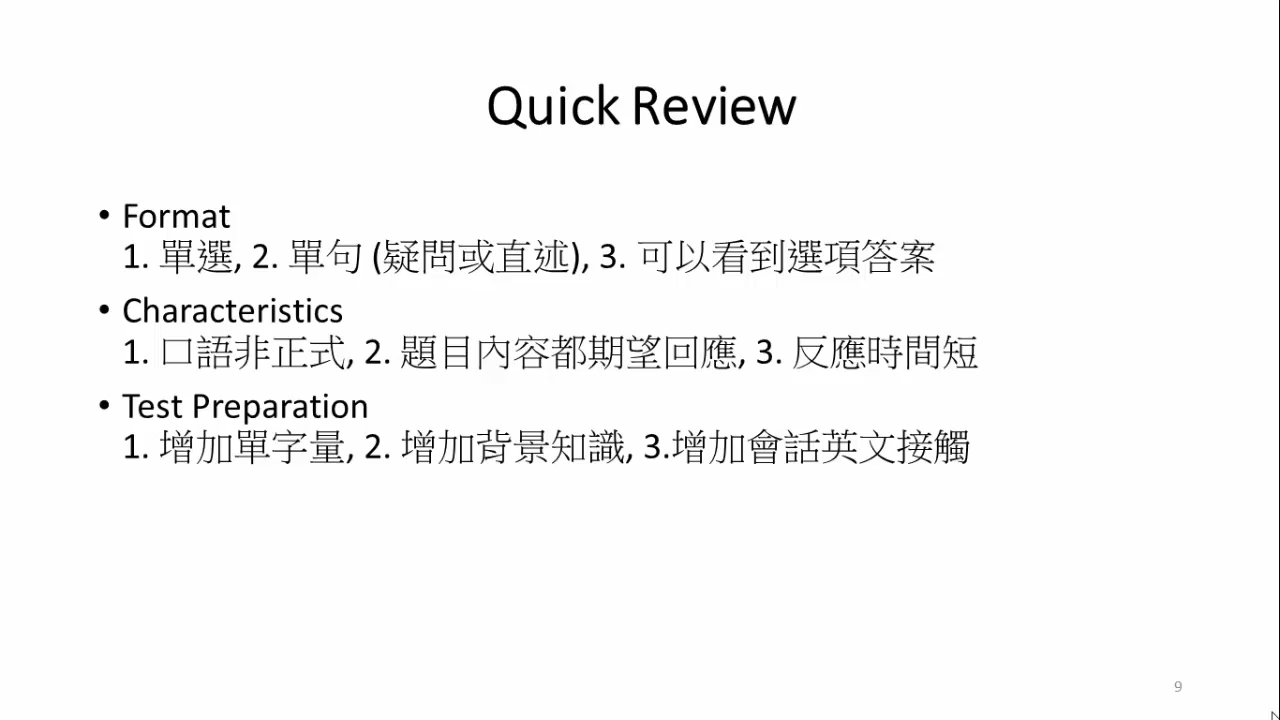 Quick Review
• Format
1. 單選, 2. 單句 (疑問或直述), 3. 可以看到選項答案
• Characteristics
1. 口語非正式, 2. 題目內容都期望回應, 3. 反應時間短
• Test Preparation
1. 增加單字量, 2. 增加背景知識, 3.增加會話英文接觸
9